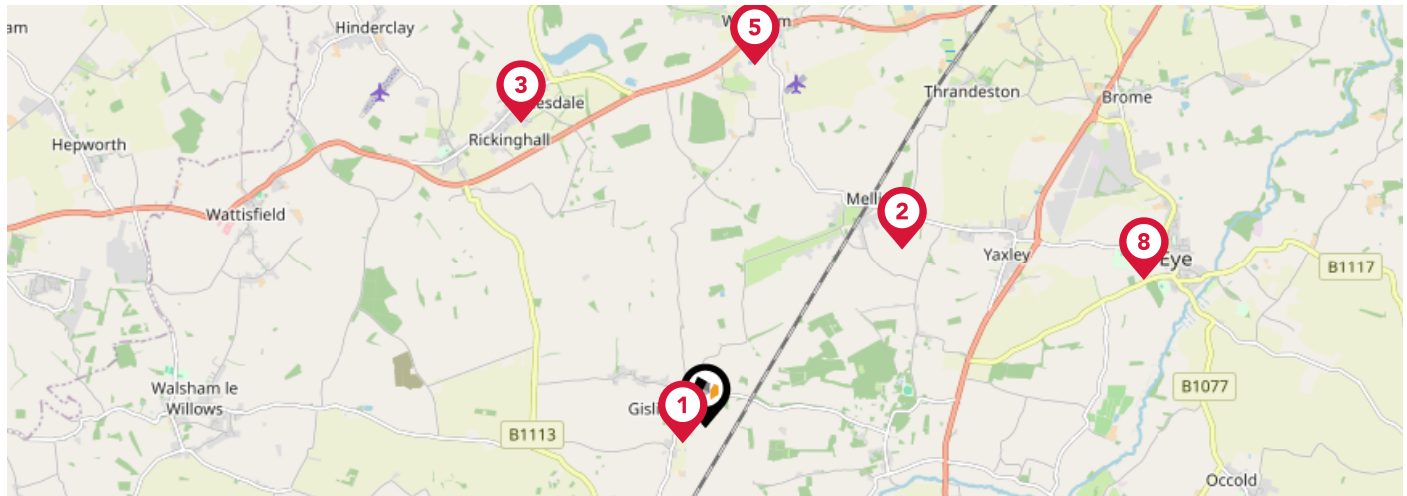 Hinderclay
5
3
Thrandeston
Brome
Hepworth
Rickinghall
Wattisfield
2
8
Yaxley
Eye
B1117
Walsham le
Willows
B1077
1
B1113
Occold